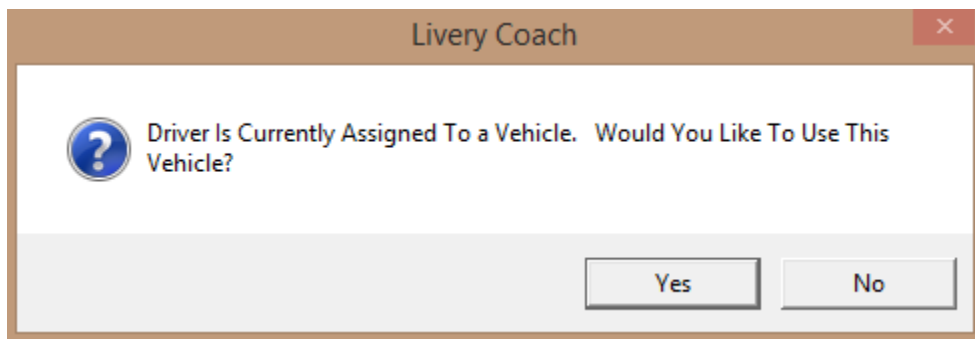 Livery Coach
Driver Is Currently Assigned To a Vehicle.   Would You Like To Use This
Vehicle?
Yes
No